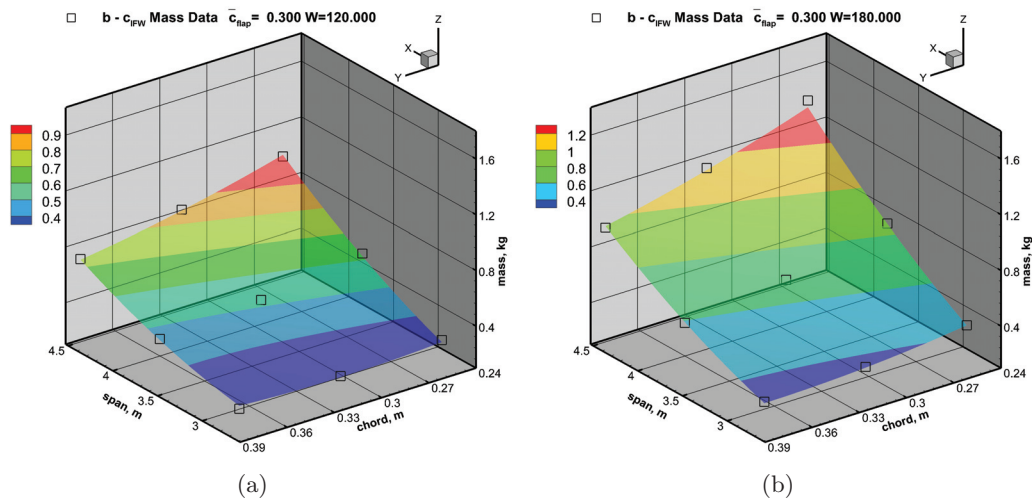 b - c_IFW Mass Data c̅_flap= 0.300 W=120.000
Z
X
Y
0.9
0.8
0.7
0.6
0.5
0.4
1.6
1.2
0.8
0.4
mass, kg
4.5
4
3.5
3
span, m
0.39
0.36
0.33
0.3
0.27
0.24
chord, m
(a)
b - c_IFW Mass Data c̅_flap= 0.300 W=180.000
Z
X
Y
1.2
1
0.8
0.6
0.4
1.6
1.2
0.8
0.4
mass, kg
4.5
4
3.5
3
span, m
0.39
0.36
0.33
0.3
0.27
0.24
chord, m
(b)